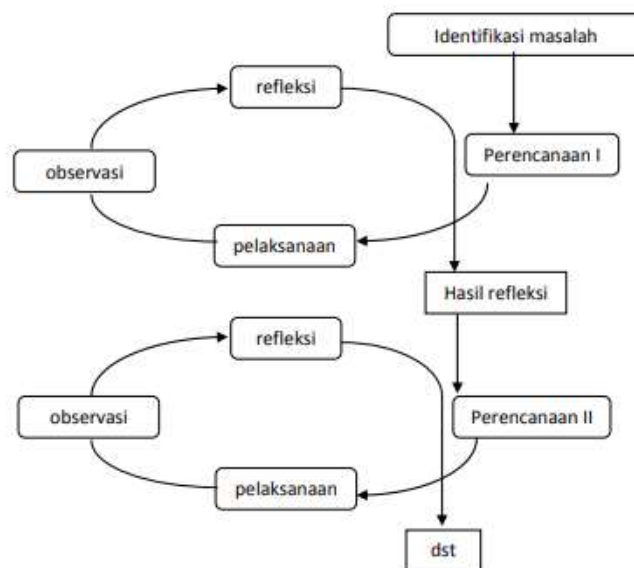 Identifikasi masalah
refleksi
Perencanaan I
observasi
pelaksanaan
Hasil refleksi
refleksi
observasi
Perencanaan II
pelaksanaan
dst